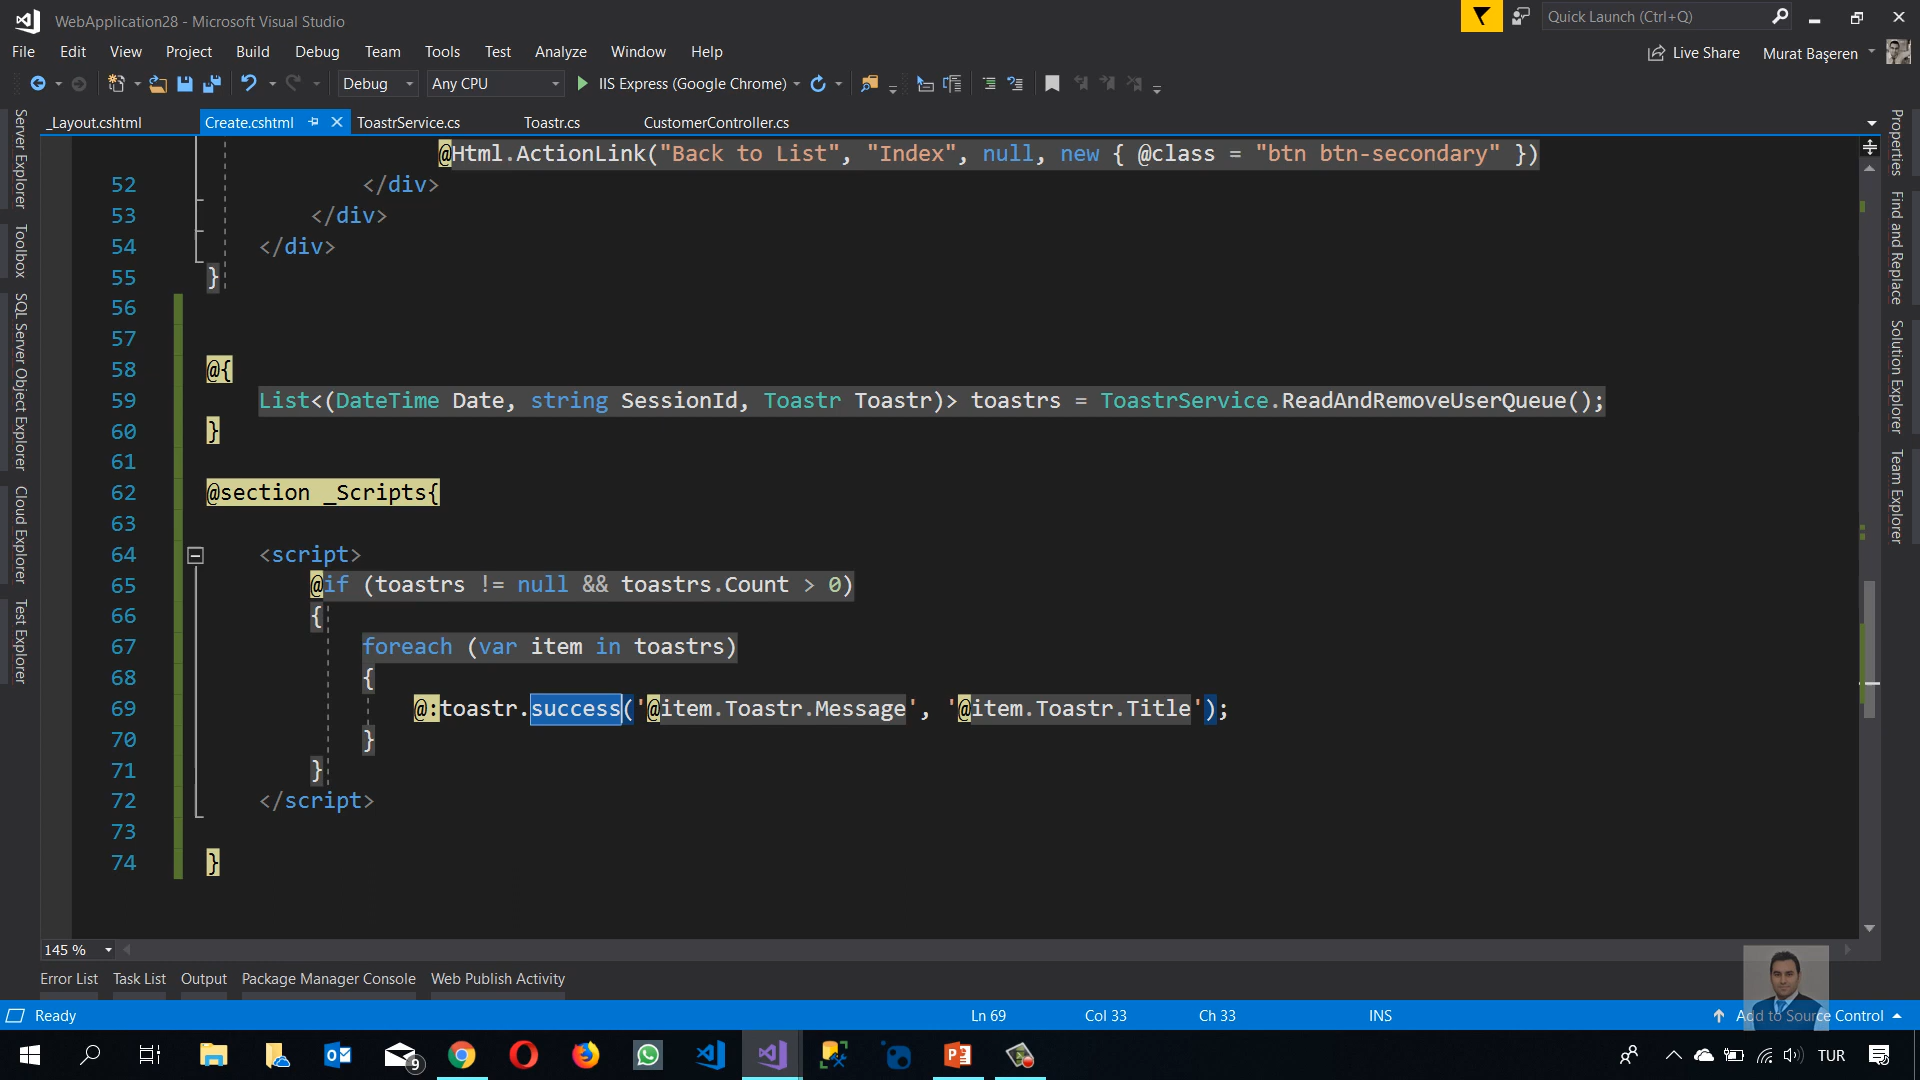 WebApplication28 - Microsoft Visual Studio
Quick Launch (Ctrl+Q)
File Edit View Project Build Debug Team Tools Test Analyze Window Help
Live Share
Murat Başeren
Debug
Any CPU
IIS Express (Google Chrome)
_Layout.cshtml
Create.cshtml
ToastrService.cs
Toastr.cs
CustomerController.cs
Server Explorer
Toolbox
SQL Server Object Explorer
Cloud Explorer
Test Explorer
@Html.ActionLink("Back to List", "Index", null, new { @class = "btn btn-secondary" })
52 </div>
53 </div>
54 </div>
55 }
56
57
58 @{
59 List<(DateTime Date, string SessionId, Toastr Toastr)> toastrs = ToastrService.ReadAndRemoveUserQueue();
60 }
61
62 @section _Scripts{
63
64 <script>
65 @if (toastrs != null && toastrs.Count > 0)
66 {
67 foreach (var item in toastrs)
68 {
69 @:toastr.success('@item.Toastr.Message', '@item.Toastr.Title');
70 }
71 }
72 </script>
73
74 }
Properties
Find and Replace
Solution Explorer
Team Explorer
145 %
Error List Task List Output Package Manager Console Web Publish Activity
Ready
Ln 69
Col 33
Ch 33
INS
Add to Source Control
9
TUR